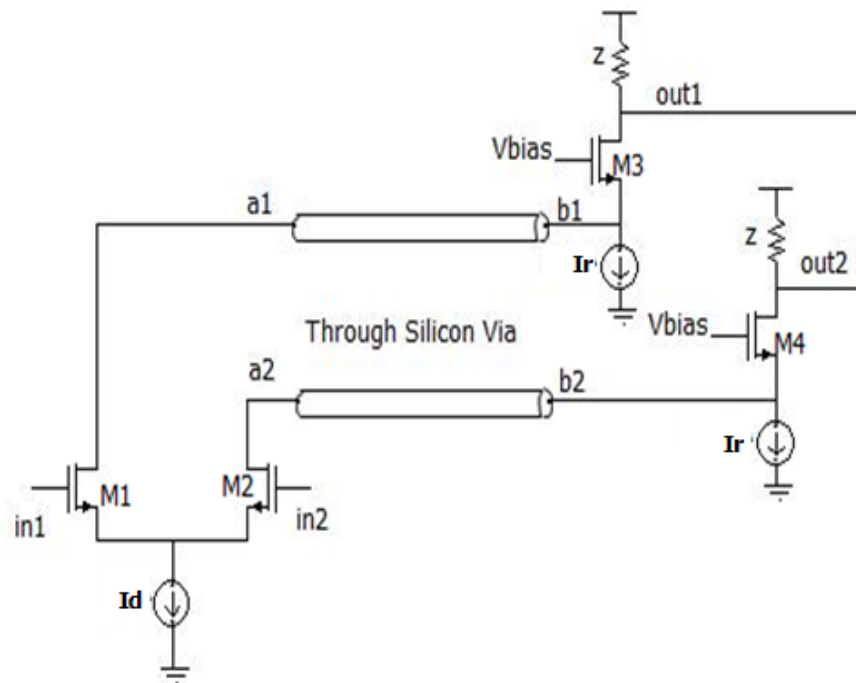 z
out1
Vbias
M3
a1
b1
z
Ir
out2
Through Silicon Via
Vbias
M4
a2
b2
Ir
M1
M2
in1
in2
Id